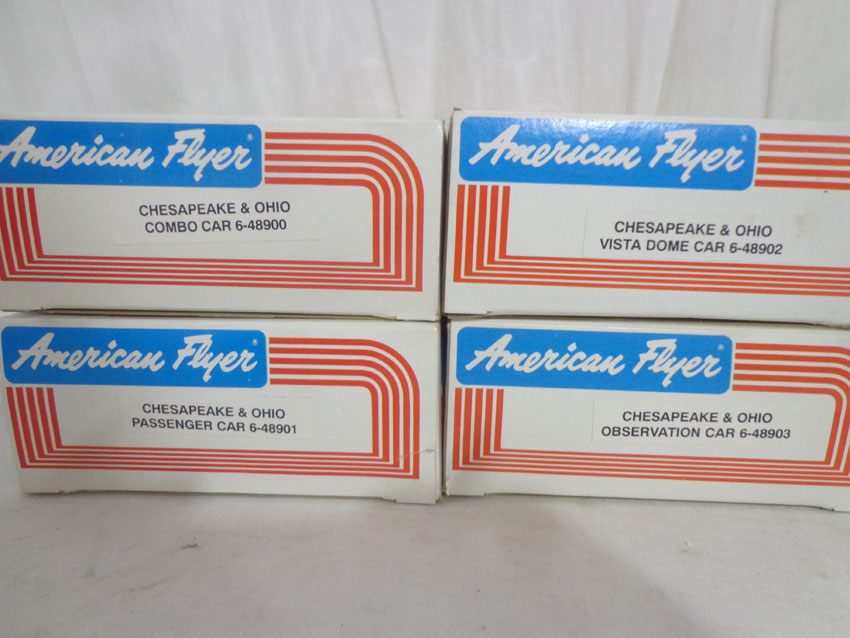 American Flyer
CHESAPEAKE & OHIO
COMBO CAR 6-48900
American Flyer
CHESAPEAKE & OHIO
VISTA DOME CAR 6-48902
American Flyer
CHESAPEAKE & OHIO
PASSENGER CAR 6-48901
American Flyer
CHESAPEAKE & OHIO
OBSERVATION CAR 6-48903